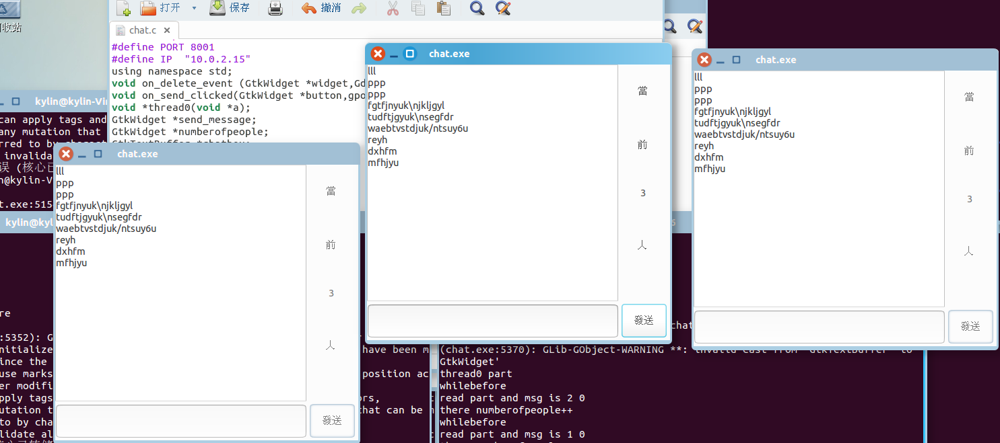 打开
保存
撤消
收站
chat.c
#define PORT 8001
#define IP "10.0.2.15"
using namespace std;
void on_delete_event (GtkWidget *widget,
void on_send_clicked(GtkWidget *button,
void *thread0(void *a);
GtkWidget *send_message;
GtkWidget *numberofpeople;
kylin@kylin-Vi
can apply tags and
any mutation that
rred to by
invalida
误 (核心已
n@kylin-V
t.exe:515
kylin@kyl
re
:5352): G
nitialize
ince the
use marks
er modifi
pply tags
utation t
to by cha
lidate al
chat.exe
lll
ppp
ppp
fgtfjnyuk\njkljgyl
tudftjgyuk\nsegfdr
waebtvstdjuk/ntsuy6u
reyh
dxhfm
mfhjyu
當
前
3
人
發送
chat.exe
lll
ppp
ppp
fgtfjnyuk\njkljgyl
tudftjgyuk\nsegfdr
waebtvstdjuk/ntsuy6u
reyh
dxhfm
mfhjyu
當
前
3
人
發送
chat.exe
lll
ppp
ppp
fgtfjnyuk\njkljgyl
tudftjgyuk\nsegfdr
waebtvstdjuk/ntsuy6u
reyh
dxhfm
mfhjyu
當
前
3
人
發送
have been m
position ac
ors,
that can be
chat
(chat.exe:5370): GLib-GObject-WARNING **: invalid cast from `GtkTextBuffer' to
GtkWidget'
thread0 part
whilebefore
read part and msg is 2 0
there numberofpeople++
whilebefore
read part and msg is 1 0